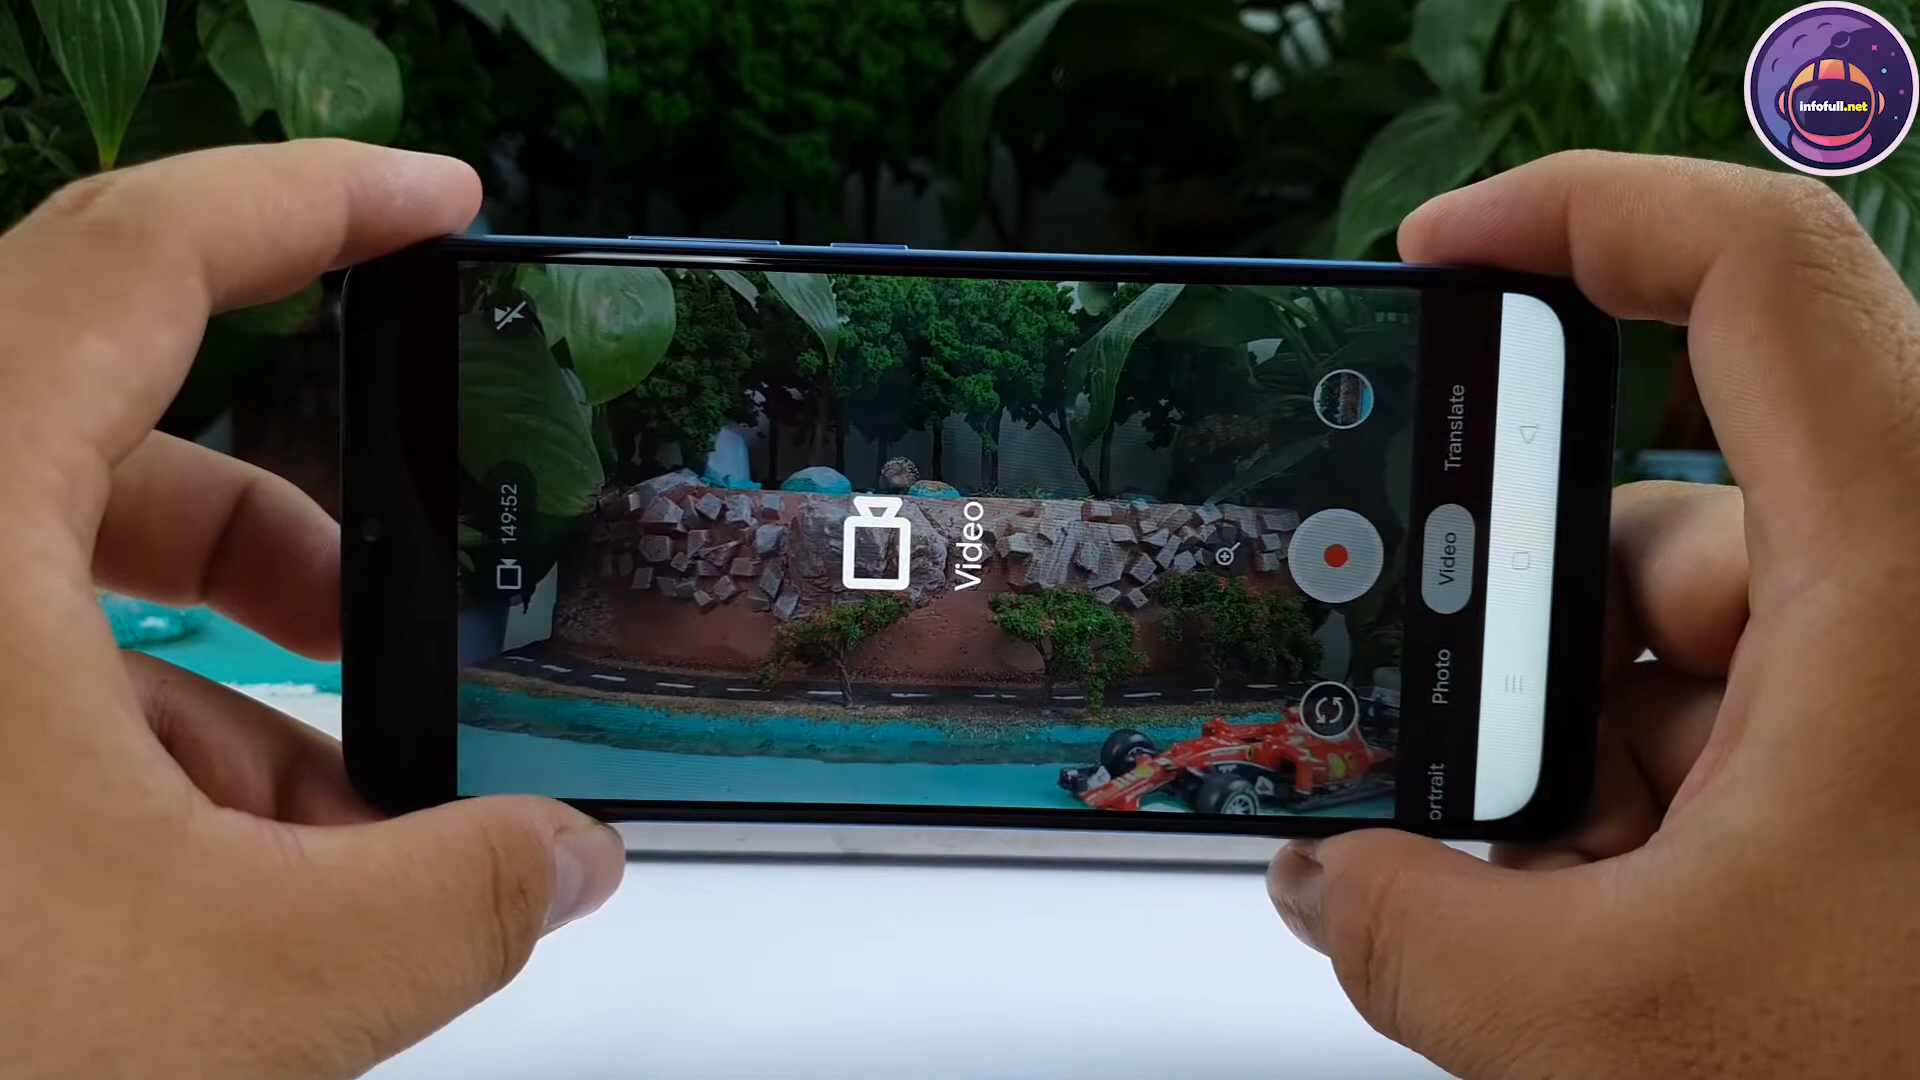 infofull.net
149:52
Video
Translate
Video
Photo
ortrait